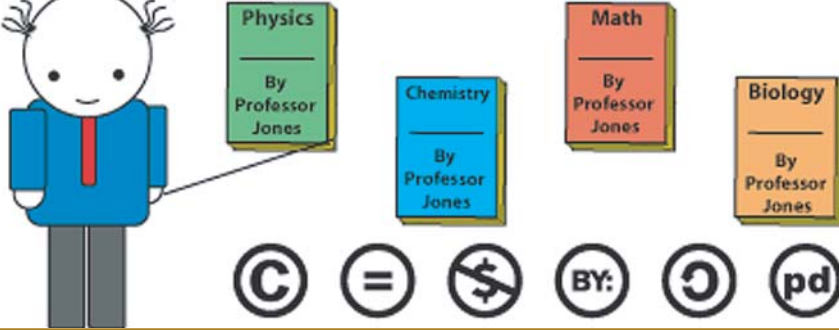 Physics
By
Professor
Jones
Chemistry
By
Professor
Jones
Math
By
Professor
Jones
Biology
By
Professor
Jones
C = $ BY: Ɔ pd